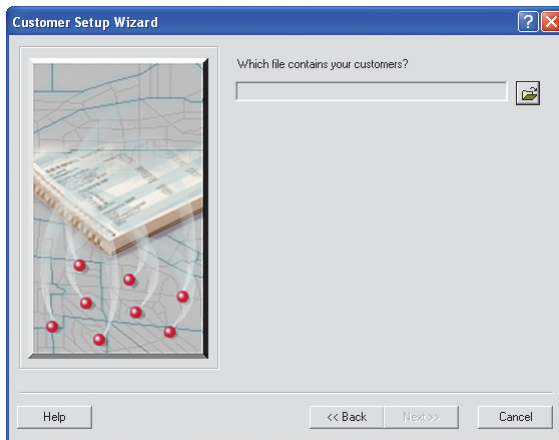 Customer Setup Wizard
Which file contains your customers?
Help
<< Back
Next >>
Cancel